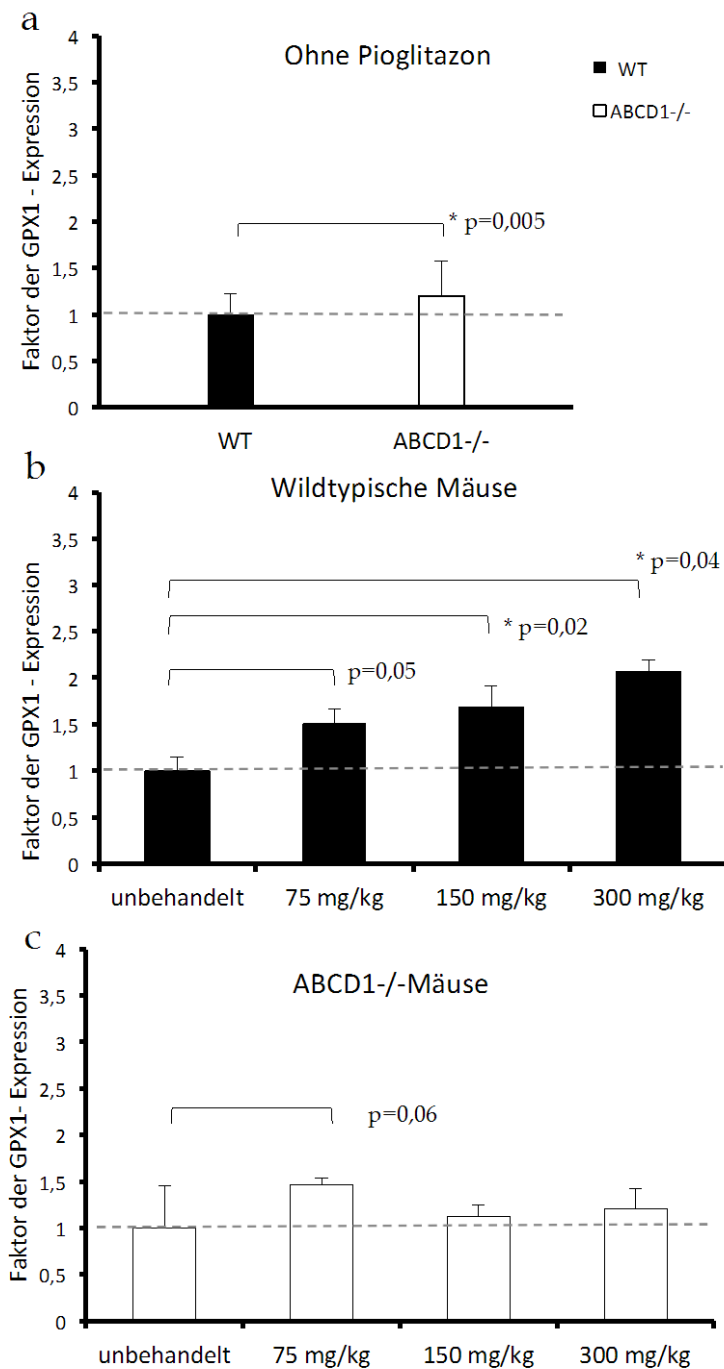 a
Ohne Pioglitazon
WT
ABCD1-/-
Faktor der GPX1 - Expression
4
3,5
3
2,5
2
1,5
1
0,5
0
* p=0,005
WT ABCD1-/-
b
Wildtypische Mäuse
Faktor der GPX1 - Expression
4
3,5
3
2,5
2
1,5
1
0,5
0
* p=0,04
* p=0,02
p=0,05
unbehandelt 75 mg/kg 150 mg/kg 300 mg/kg
c
ABCD1-/-Mäuse
Faktor der GPX1- Expression
4
3,5
3
2,5
2
1,5
1
0,5
0
p=0,06
unbehandelt 75 mg/kg 150 mg/kg 300 mg/kg